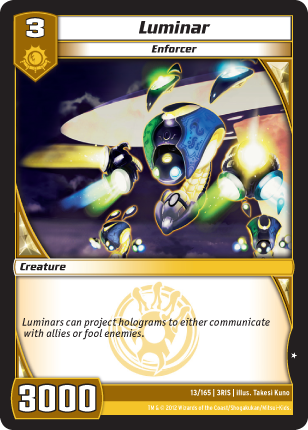 3
Luminar
Enforcer
Creature
Luminars can project holograms to either communicate
with allies or fool enemies.
3000
13/165 | 3RIS | illus. Takesi Kuno
TM & © 2012 Wizards of the Coast/Shogakukan/Mitsui-Kids